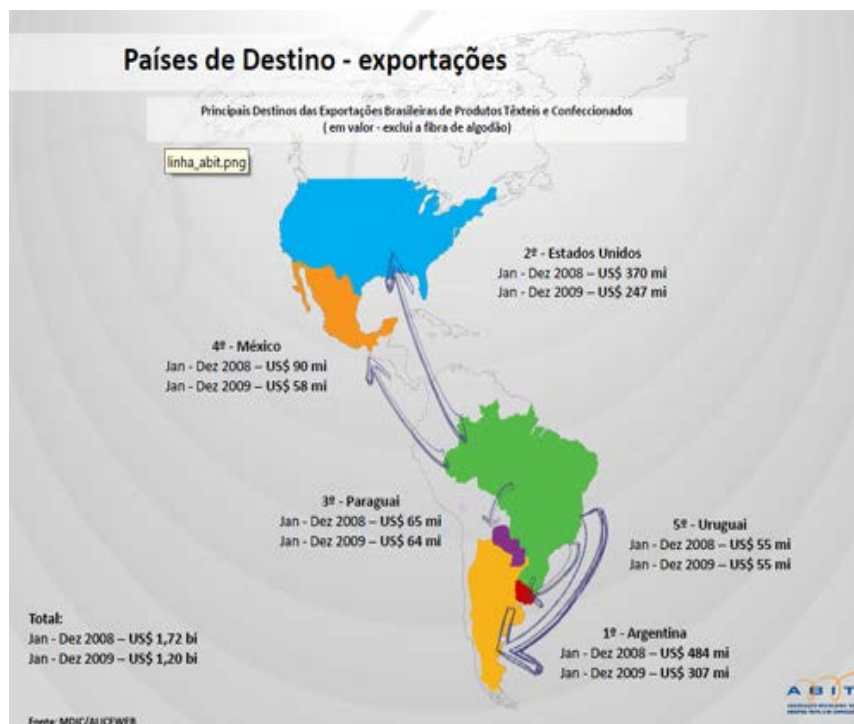 Países de Destino - exportações
Principais Destinos das Exportações Brasileiras de Produtos Têxteis e Confeccionados
( em valor - exclui a fibra de algodão)
linha_abit.png
2º - Estados Unidos
Jan - Dez 2008 – US$ 370 mi
Jan - Dez 2009 – US$ 247 mi
4º - México
Jan - Dez 2008 – US$ 90 mi
Jan - Dez 2009 – US$ 58 mi
3º - Paraguai
Jan - Dez 2008 – US$ 65 mi
Jan - Dez 2009 – US$ 64 mi
5º - Uruguai
Jan - Dez 2008 – US$ 55 mi
Jan - Dez 2009 – US$ 55 mi
Total:
Jan - Dez 2008 – US$ 1,72 bi
Jan - Dez 2009 – US$ 1,20 bi
1º - Argentina
Jan - Dez 2008 – US$ 484 mi
Jan - Dez 2009 – US$ 307 mi
ABIT
Fonte: MDIC/ALICEWEB